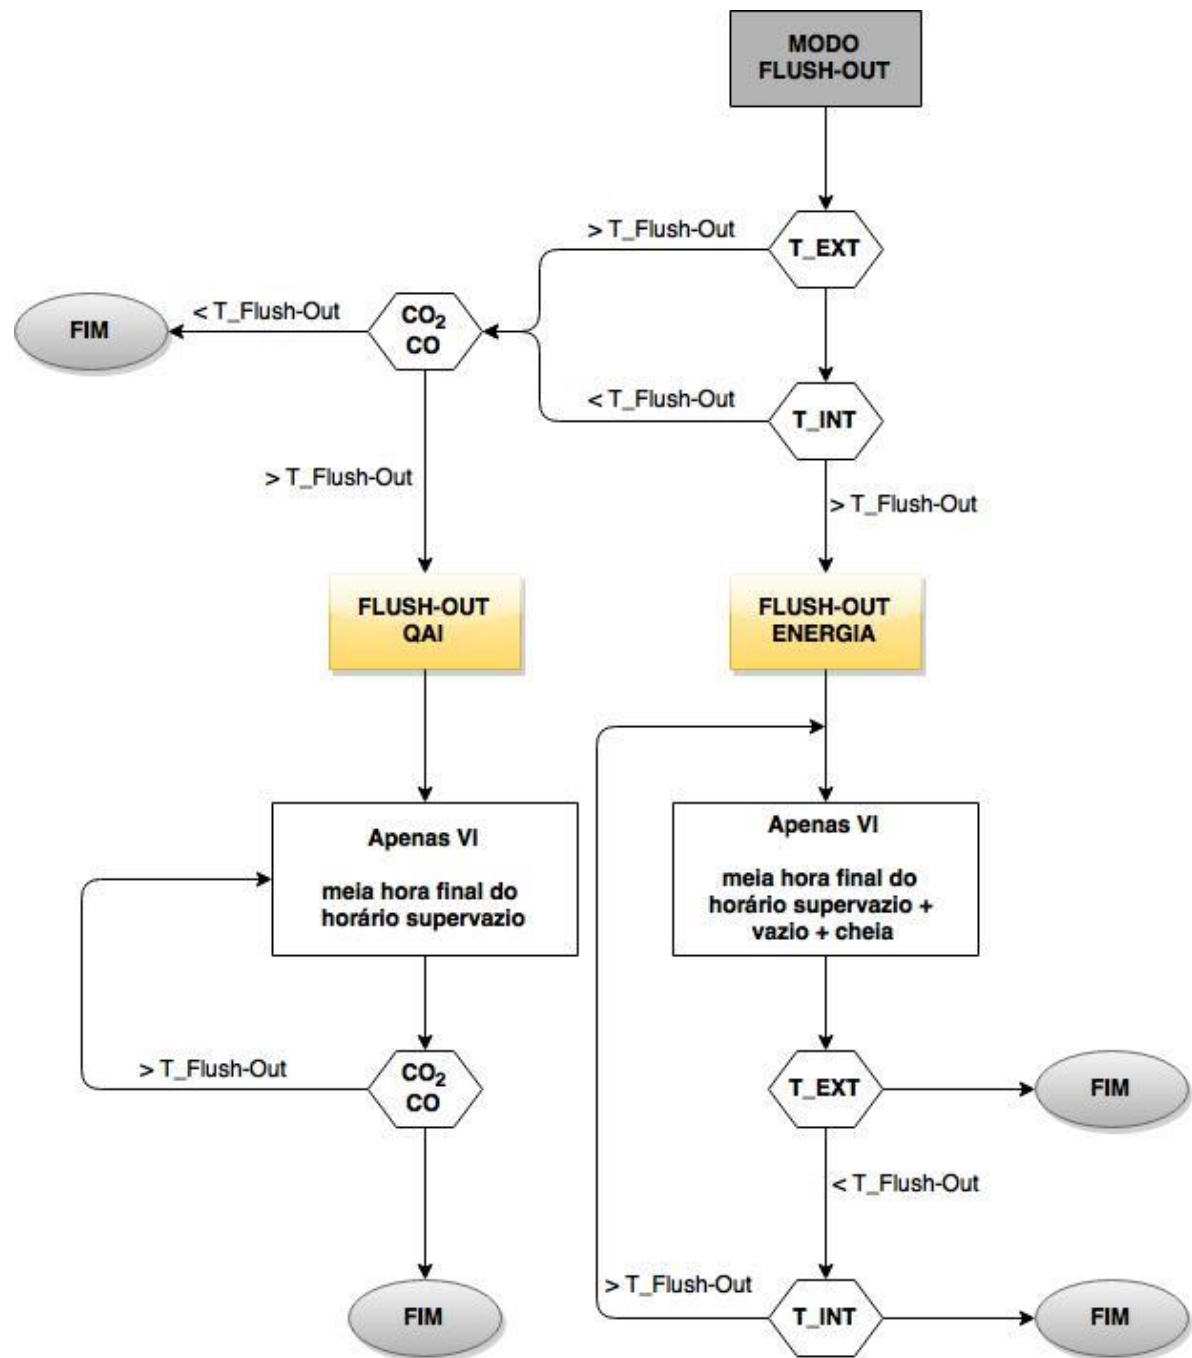 MODO
FLUSH-OUT
> T_Flush-Out
T_EXT
< T_Flush-Out
FIM
CO₂
CO
< T_Flush-Out
T_INT
> T_Flush-Out
> T_Flush-Out
FLUSH-OUT
QAI
FLUSH-OUT
ENERGIA
Apenas VI
meia hora final do
horário supervazio
Apenas VI
meia hora final do
horário supervazio +
vazio + cheia
> T_Flush-Out
CO₂
CO
T_EXT
FIM
< T_Flush-Out
> T_Flush-Out
FIM
T_INT
FIM